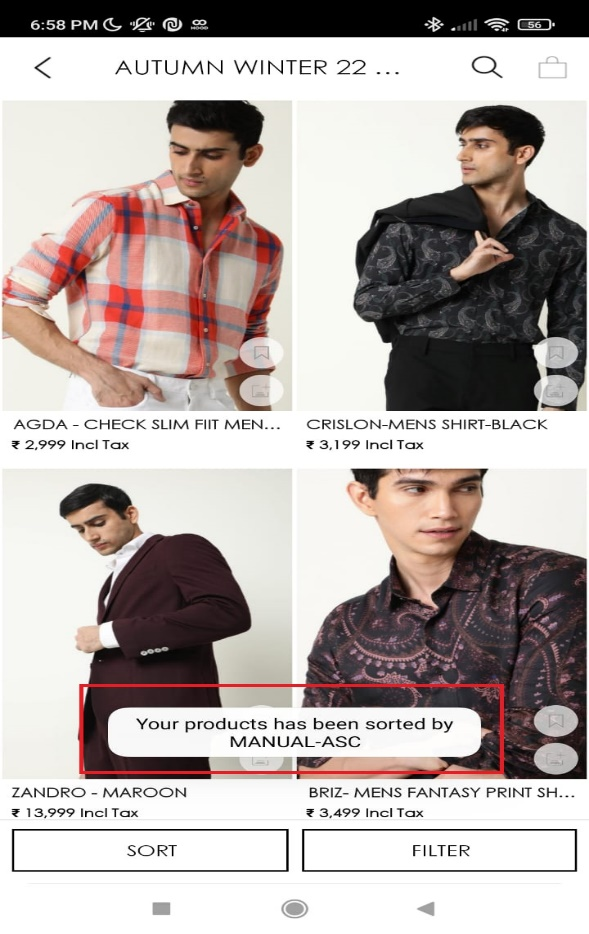 6:58 PM
MOOD
56
AUTUMN WINTER 22 ...
AGDA - CHECK SLIM FIIT MEN...
₹ 2,999 Incl Tax
CRISLON-MENS SHIRT-BLACK
₹ 3,199 Incl Tax
Your products has been sorted by
MANUAL-ASC
ZANDRO - MAROON
₹ 13,999 Incl Tax
BRIZ- MENS FANTASY PRINT SH...
₹ 3,499 Incl Tax
SORT
FILTER